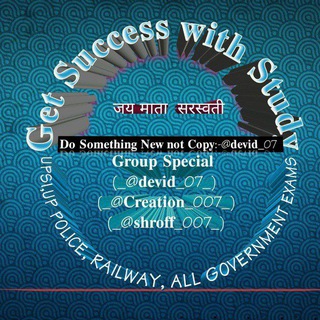 Get Success with Study
जय माता सरस्वती
Do Something New not Copy:-@devid_07
Group Special
(_@devid_07_)
(_@Creation_007_)
(_@shroff_007_)
UPSI,UP POLICE, RAILWAY, ALL GOVERNMENT EXAMS